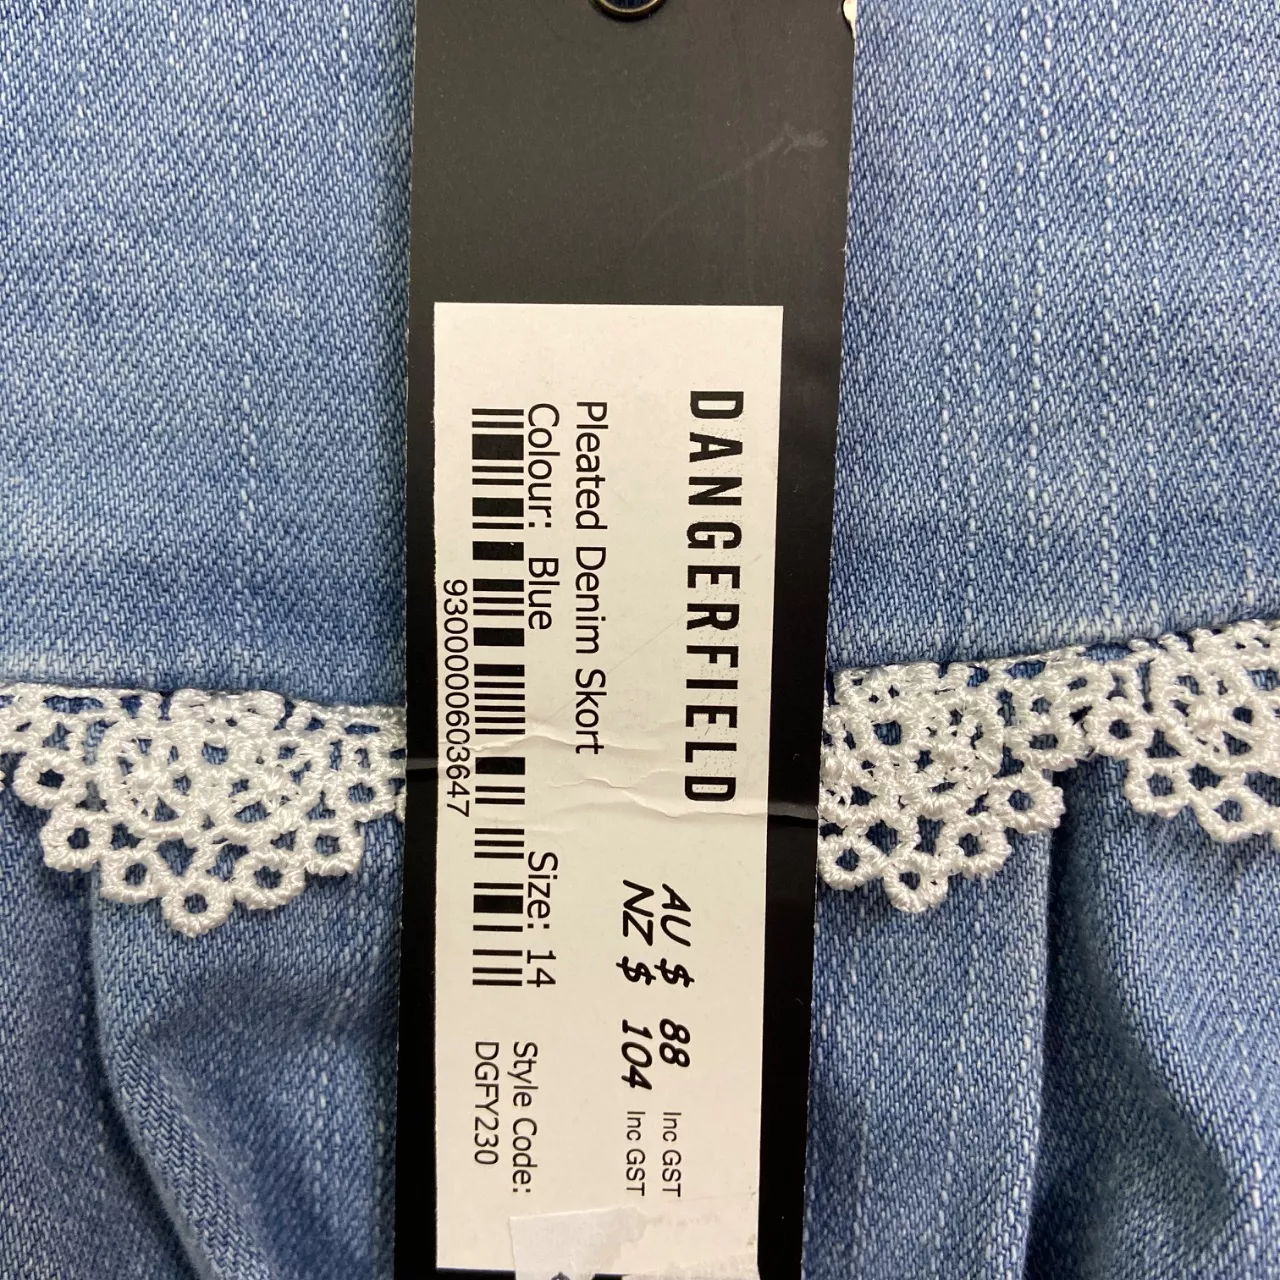 DANGERFIELD
AU $ 88 Inc GST
NZ $ 104 Inc GST
Pleated Denim Skort
Colour: Blue Size: 14
Style Code:
DGFY230
9300000603647